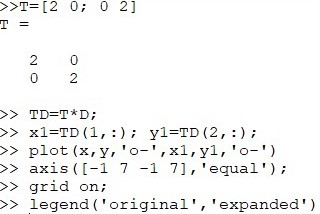 >>T=[2 0; 0 2]
T =
2 0
0 2
>> TD=T*D;
>> x1=TD(1,:); y1=TD(2,:);
>> plot(x,y,'o-',x1,y1,'o-')
>> axis([-1 7 -1 7],'equal');
>> grid on;
>> legend('original','expanded')